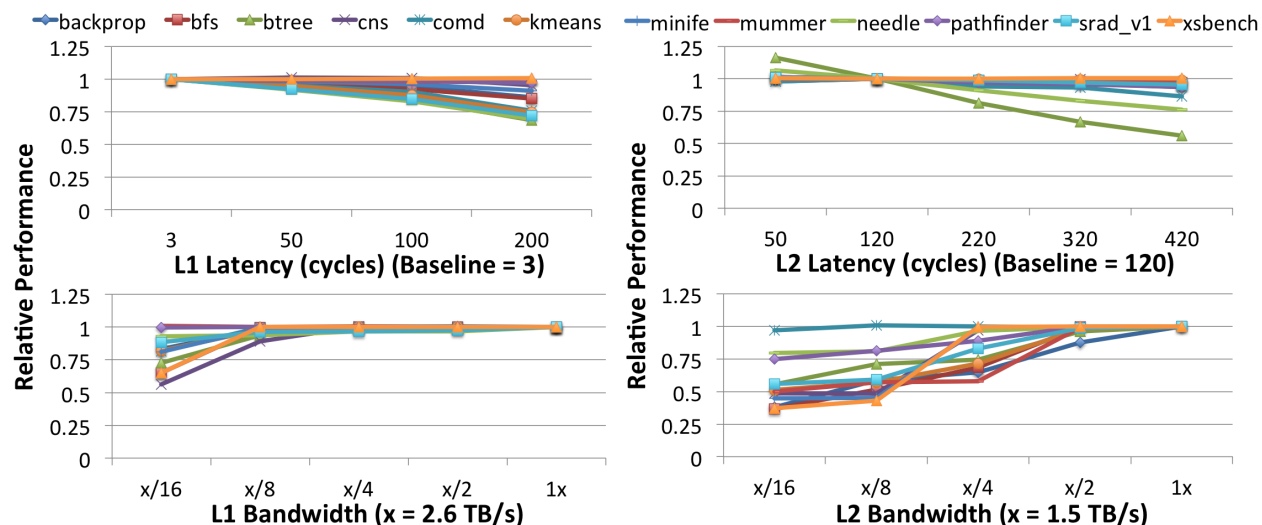 backprop bfs btree cns comd kmeans minife mummer needle pathfinder srad_v1 xsbench
Relative Performance
1.25
1
0.75
0.5
0.25
0
3 50 100 200
L1 Latency (cycles) (Baseline = 3)
Relative Performance
1.25
1
0.75
0.5
0.25
0
50 120 220 320 420
L2 Latency (cycles) (Baseline = 120)
1.25
1
0.75
0.5
0.25
0
x/16 x/8 x/4 x/2 1x
L1 Bandwidth (x = 2.6 TB/s)
1.25
1
0.75
0.5
0.25
0
x/16 x/8 x/4 x/2 1x
L2 Bandwidth (x = 1.5 TB/s)